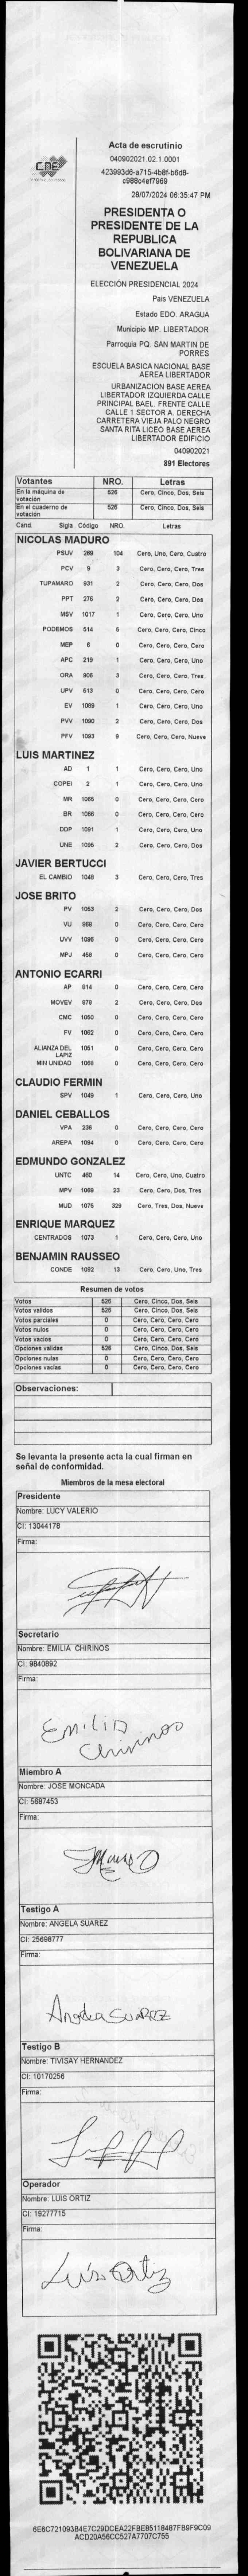 CNE
Acta de escrutinio
040902021.02.1.0001
423993d6-a715-4b8f-b6d8-
c988c4ef7969
28/07/2024 06:35:47 PM
PRESIDENTA O
PRESIDENTE DE LA
REPUBLICA
BOLIVARIANA DE
VENEZUELA
ELECCIÓN PRESIDENCIAL 2024
Pais VENEZUELA
Estado EDO. ARAGUA
Municipio MP. LIBERTADOR
Parroquia PQ. SAN MARTIN DE
PORRES
ESCUELA BASICA NACIONAL BASE
AEREA LIBERTADOR
URBANIZACION BASE AEREA
LIBERTADOR IZQUIERDA CALLE
PRINCIPAL BAEL. FRENTE CALLE
CALLE 1 SECTOR A. DERECHA
CARRETERA VIEJA PALO NEGRO
SANTA RITA LICEO BASE AEREA
LIBERTADOR EDIFICIO
040902021
891 Electores
Votantes NRO. Letras
En la máquina de votación 526 Cero, Cinco, Dos, Seis
En el cuaderno de votación 526 Cero, Cinco, Dos, Seis
Cand. Sigla Código NRO. Letras
NICOLAS MADURO
PSUV 269 104 Cero, Uno, Cero, Cuatro
PCV 9 3 Cero, Cero, Cero, Tres
TUPAMARO 931 2 Cero, Cero, Cero, Dos
PPT 276 2 Cero, Cero, Cero, Dos
MSV 1017 1 Cero, Cero, Cero, Uno
PODEMOS 514 5 Cero, Cero, Cero, Cinco
MEP 6 0 Cero, Cero, Cero, Cero
APC 219 1 Cero, Cero, Cero, Uno
ORA 906 3 Cero, Cero, Cero, Tres
UPV 613 0 Cero, Cero, Cero, Cero
EV 1089 1 Cero, Cero, Cero, Uno
PVV 1090 2 Cero, Cero, Cero, Dos
PFV 1093 9 Cero, Cero, Cero, Nueve
LUIS MARTINEZ
AD 1 1 Cero, Cero, Cero, Uno
COPEI 2 1 Cero, Cero, Cero, Uno
MR 1065 0 Cero, Cero, Cero, Cero
BR 1066 0 Cero, Cero, Cero, Cero
DDP 1091 1 Cero, Cero, Cero, Uno
UNE 1095 2 Cero, Cero, Cero, Dos
JAVIER BERTUCCI
EL CAMBIO 1048 3 Cero, Cero, Cero, Tres
JOSE BRITO
PV 1053 2 Cero, Cero, Cero, Dos
VU 868 0 Cero, Cero, Cero, Cero
UVV 1096 0 Cero, Cero, Cero, Cero
MPJ 458 0 Cero, Cero, Cero, Cero
ANTONIO ECARRI
AP 914 0 Cero, Cero, Cero, Cero
MOVEV 979 2 Cero, Cero, Cero, Dos
CMC 1050 0 Cero, Cero, Cero, Cero
FV 1062 0 Cero, Cero, Cero, Cero
ALIANZA DEL LAPIZ 1051 0 Cero, Cero, Cero, Cero
MIN UNIDAD 1068 0 Cero, Cero, Cero, Cero
CLAUDIO FERMIN
SPV 1049 1 Cero, Cero, Cero, Uno
DANIEL CEBALLOS
VPA 236 0 Cero, Cero, Cero, Cero
AREPA 1094 0 Cero, Cero, Cero, Cero
EDMUNDO GONZALEZ
UNTC 460 14 Cero, Cero, Uno, Cuatro
MPV 1069 23 Cero, Cero, Dos, Tres
MUD 1075 329 Cero, Tres, Dos, Nueve
ENRIQUE MARQUEZ
CENTRADOS 1073 1 Cero, Cero, Cero, Uno
BENJAMIN RAUSSEO
CONDE 1092 13 Cero, Cero, Uno, Tres
Resumen de votos
Votos 526 Cero, Cinco, Dos, Seis
Votos validos 526 Cero, Cinco, Dos, Seis
Votos parciales 0 Cero, Cero, Cero, Cero
Votos nulos 0 Cero, Cero, Cero, Cero
Votos vacios 0 Cero, Cero, Cero, Cero
Opciones validas 526 Cero, Cinco, Dos, Seis
Opciones nulas 0 Cero, Cero, Cero, Cero
Opciones vacias 0 Cero, Cero, Cero, Cero
Observaciones:
Se levanta la presente acta la cual firman en
señal de conformidad.
Miembros de la mesa electoral
Presidente
Nombre: LUCY VALERIO
CI: 13044178
Firma:
Secretario
Nombre: EMILIA CHIRINOS
CI: 9840892
Firma:
Emilia
Chirinos
Miembro A
Nombre: JOSE MONCADA
CI: 5687453
Firma:
Testigo A
Nombre: ANGELA SUAREZ
CI: 25698777
Firma:
Angela Suarez
Testigo B
Nombre: TIVISAY HERNANDEZ
CI: 10170256
Firma:
Operador
Nombre: LUIS ORTIZ
CI: 19277715
Firma:
Luis Ortiz
6E6C721093B4E7C29DCEA22FBE85118487FB9F9C09
ACD20A56CC527A7707C755